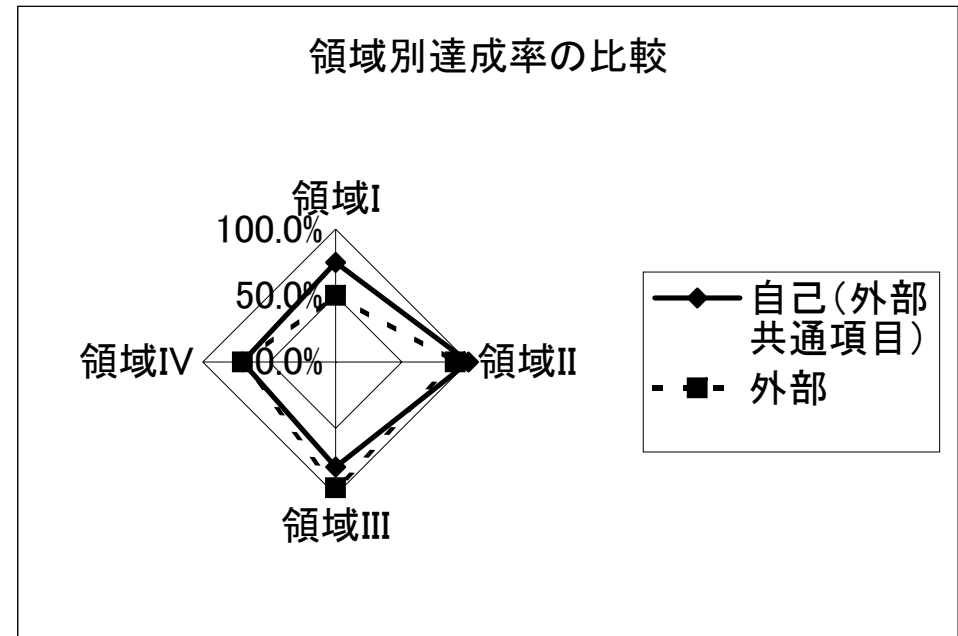 領域別達成率の比較
領域I
100.0%
50.0%
0.0%
領域IV
領域II
領域III
自己(外部
共通項目)
外部